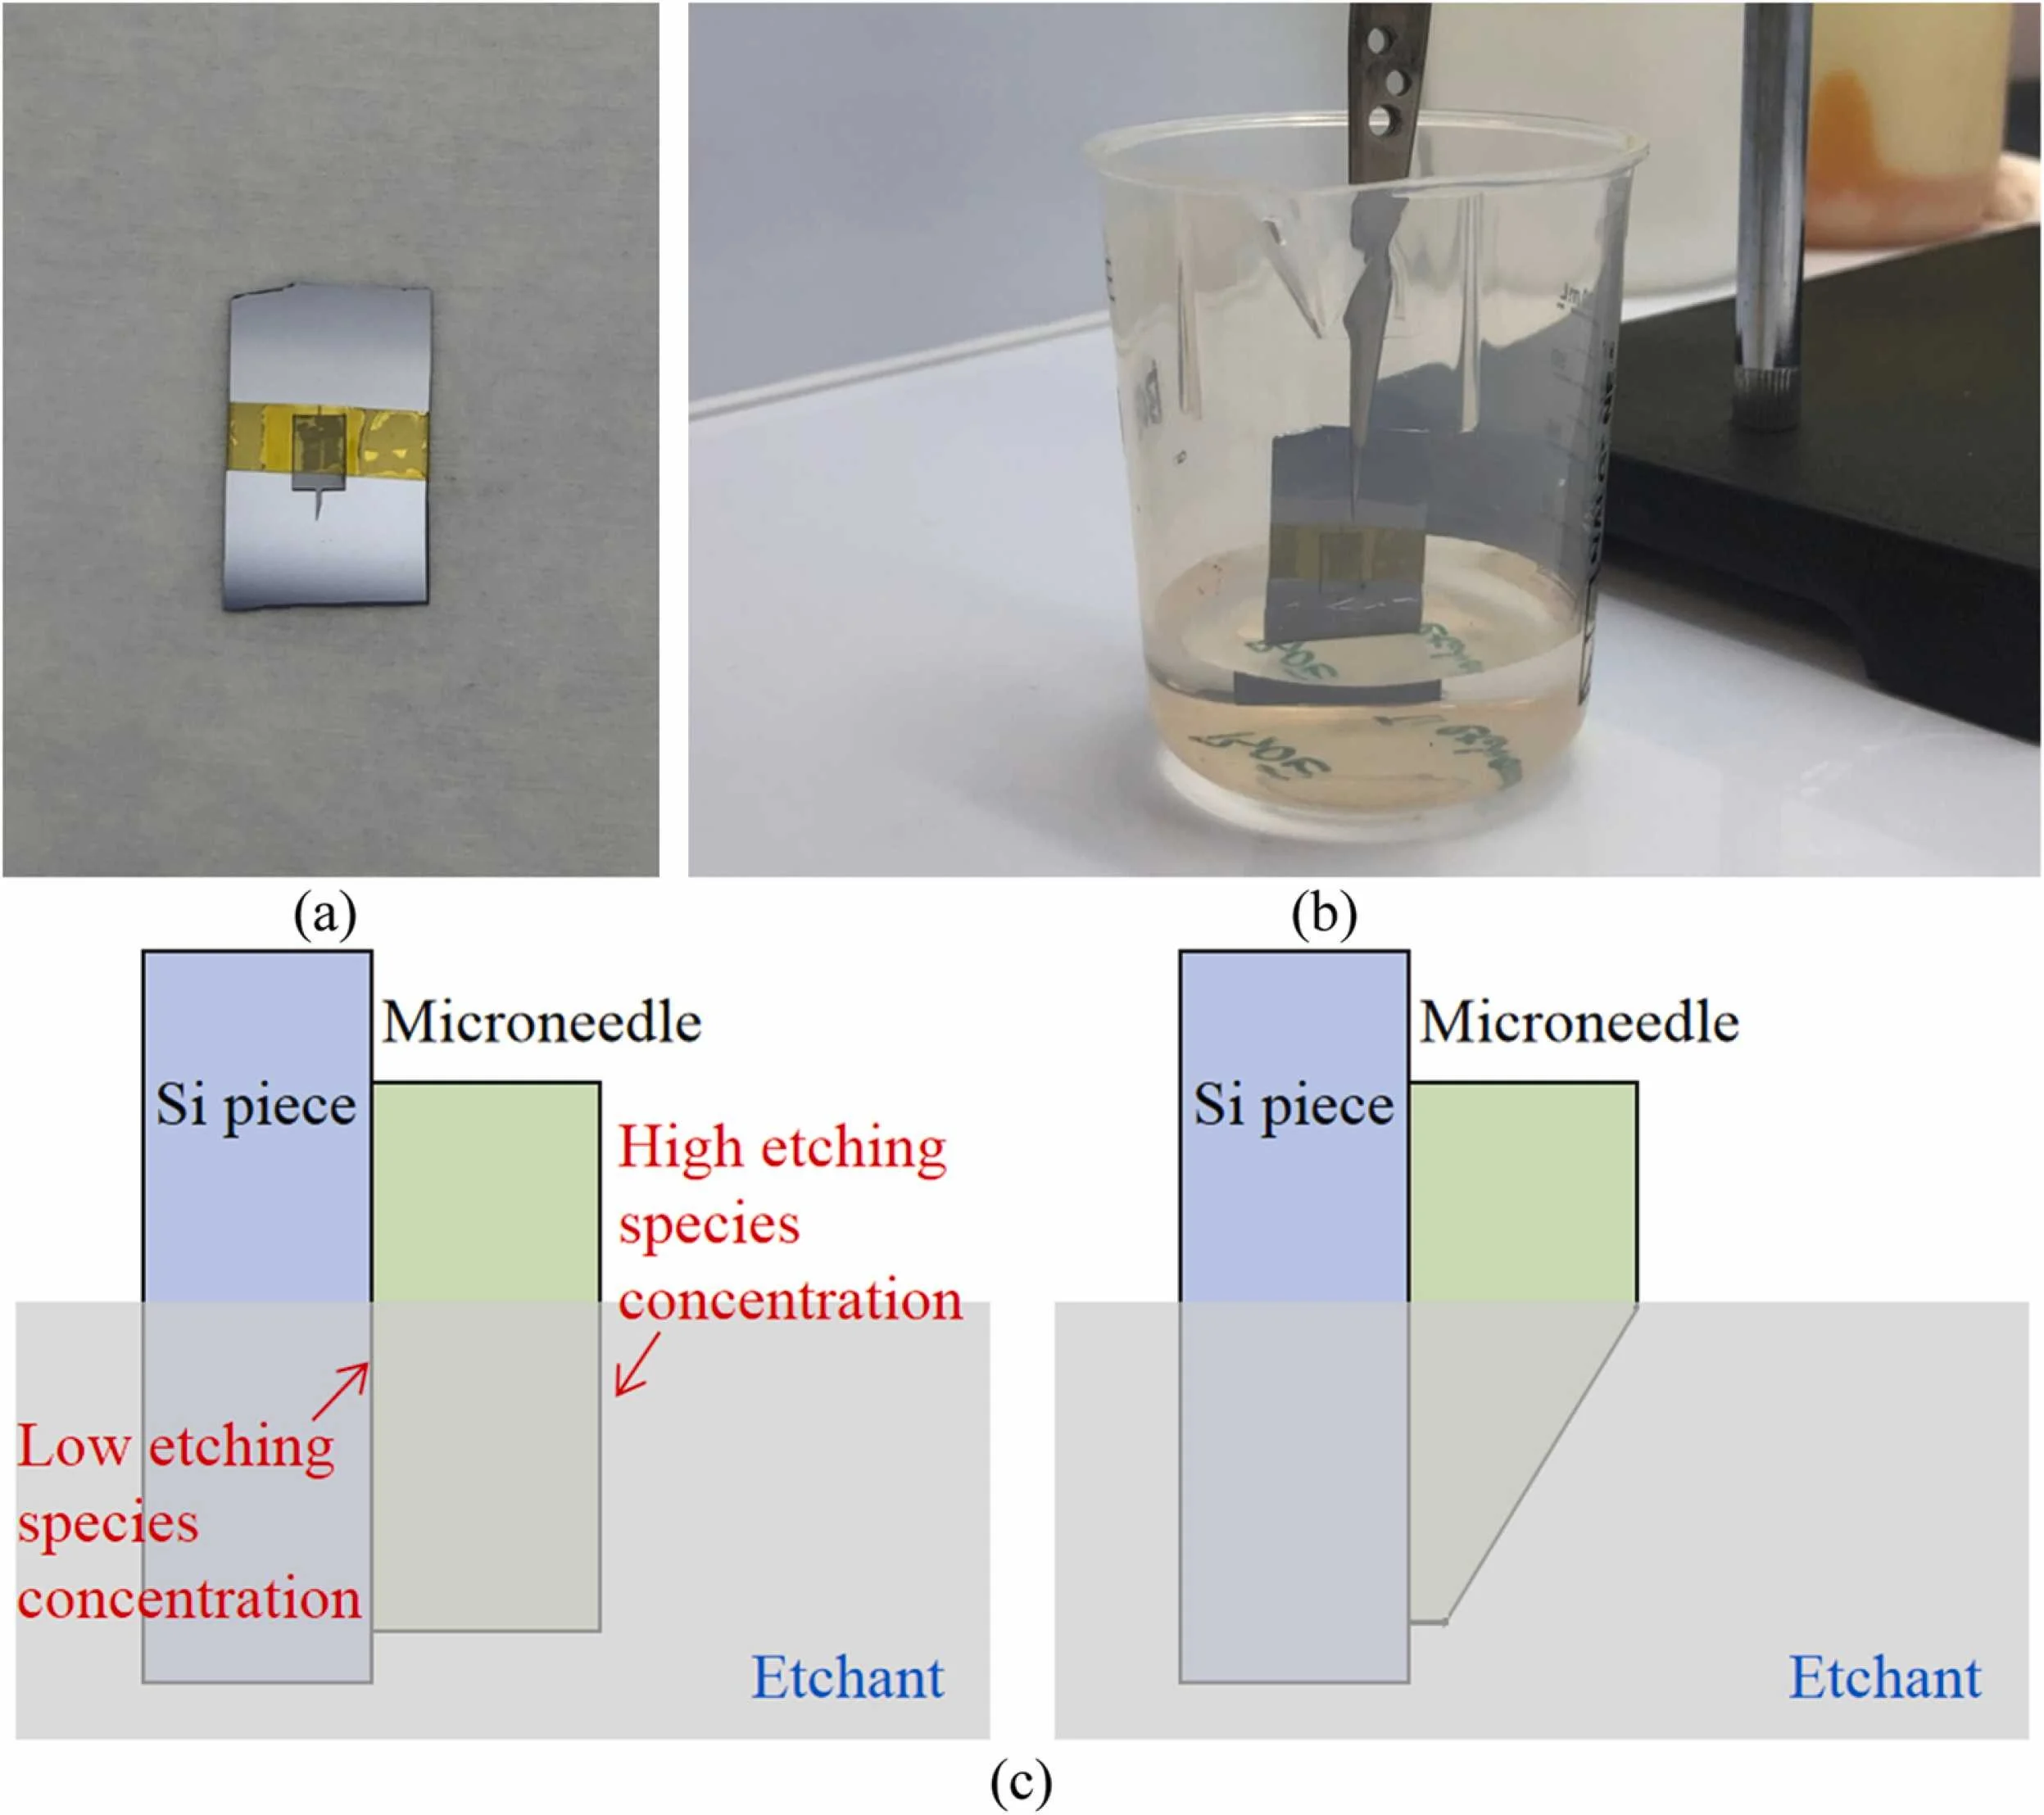 (a)
(b)
Microneedle
Si piece
High etching
species
concentration
Low etching
species
concentration
Etchant
Microneedle
Si piece
Etchant
(c)